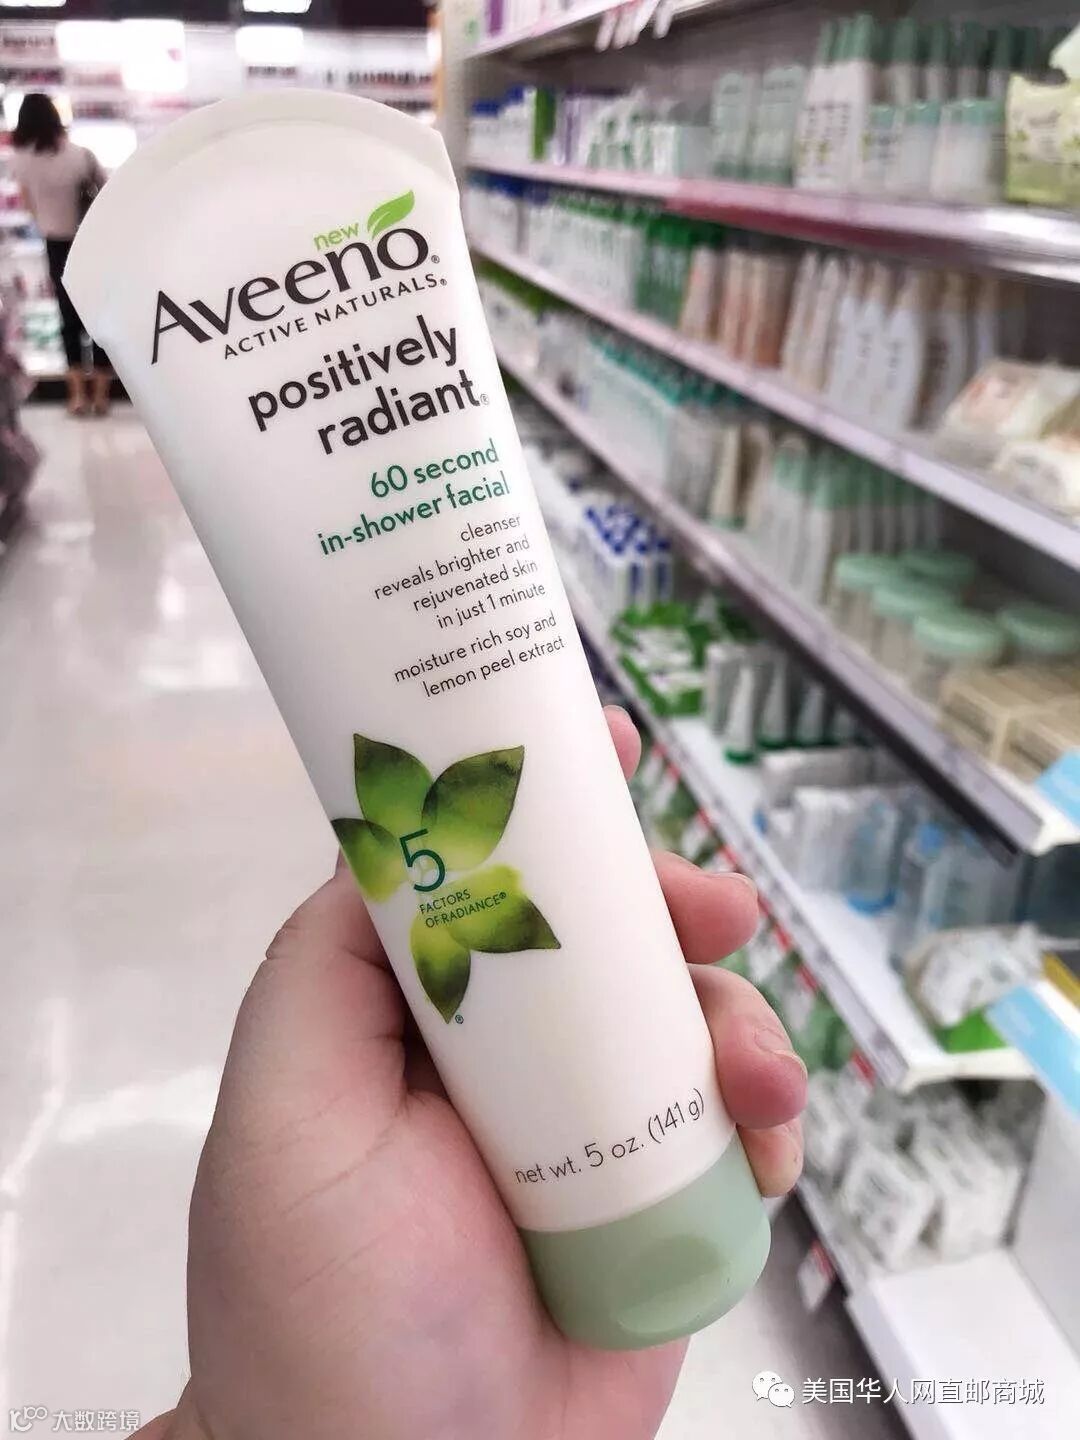 new
Aveeno®
ACTIVE NATURALS®
positively
radiant®
60 second
in-shower facial
cleanser
reveals brighter and
rejuvenated skin
in just 1 minute
moisture rich soy and
lemon peel extract
5
FACTORS
OF RADIANCE®
®
net wt. 5 oz. (141 g)
美国华人网直邮商城
大数跨境